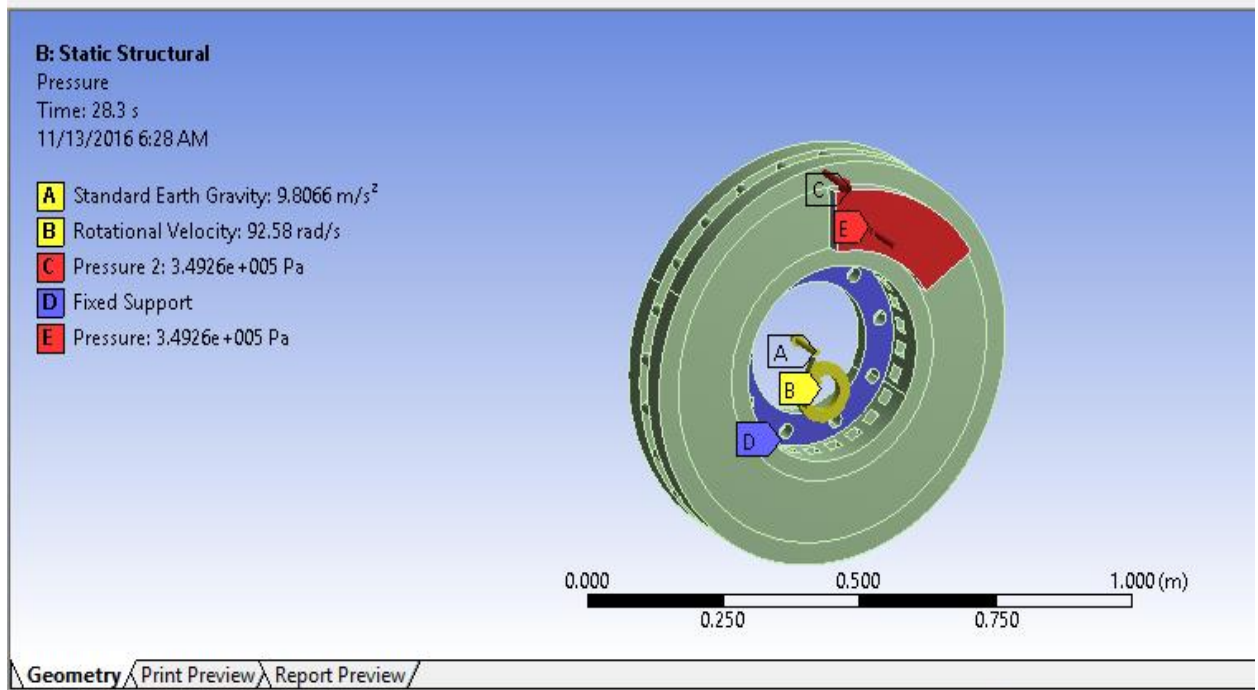 B: Static Structural
Pressure
Time: 28.3 s
11/13/2016 6:28 AM
A Standard Earth Gravity: 9.8066 m/s²
B Rotational Velocity: 92.58 rad/s
C Pressure 2: 3.4926e+005 Pa
D Fixed Support
E Pressure: 3.4926e+005 Pa
C
E
A
B
D
0.000 0.500 1.000 (m)
0.250 0.750
Geometry Print Preview Report Preview